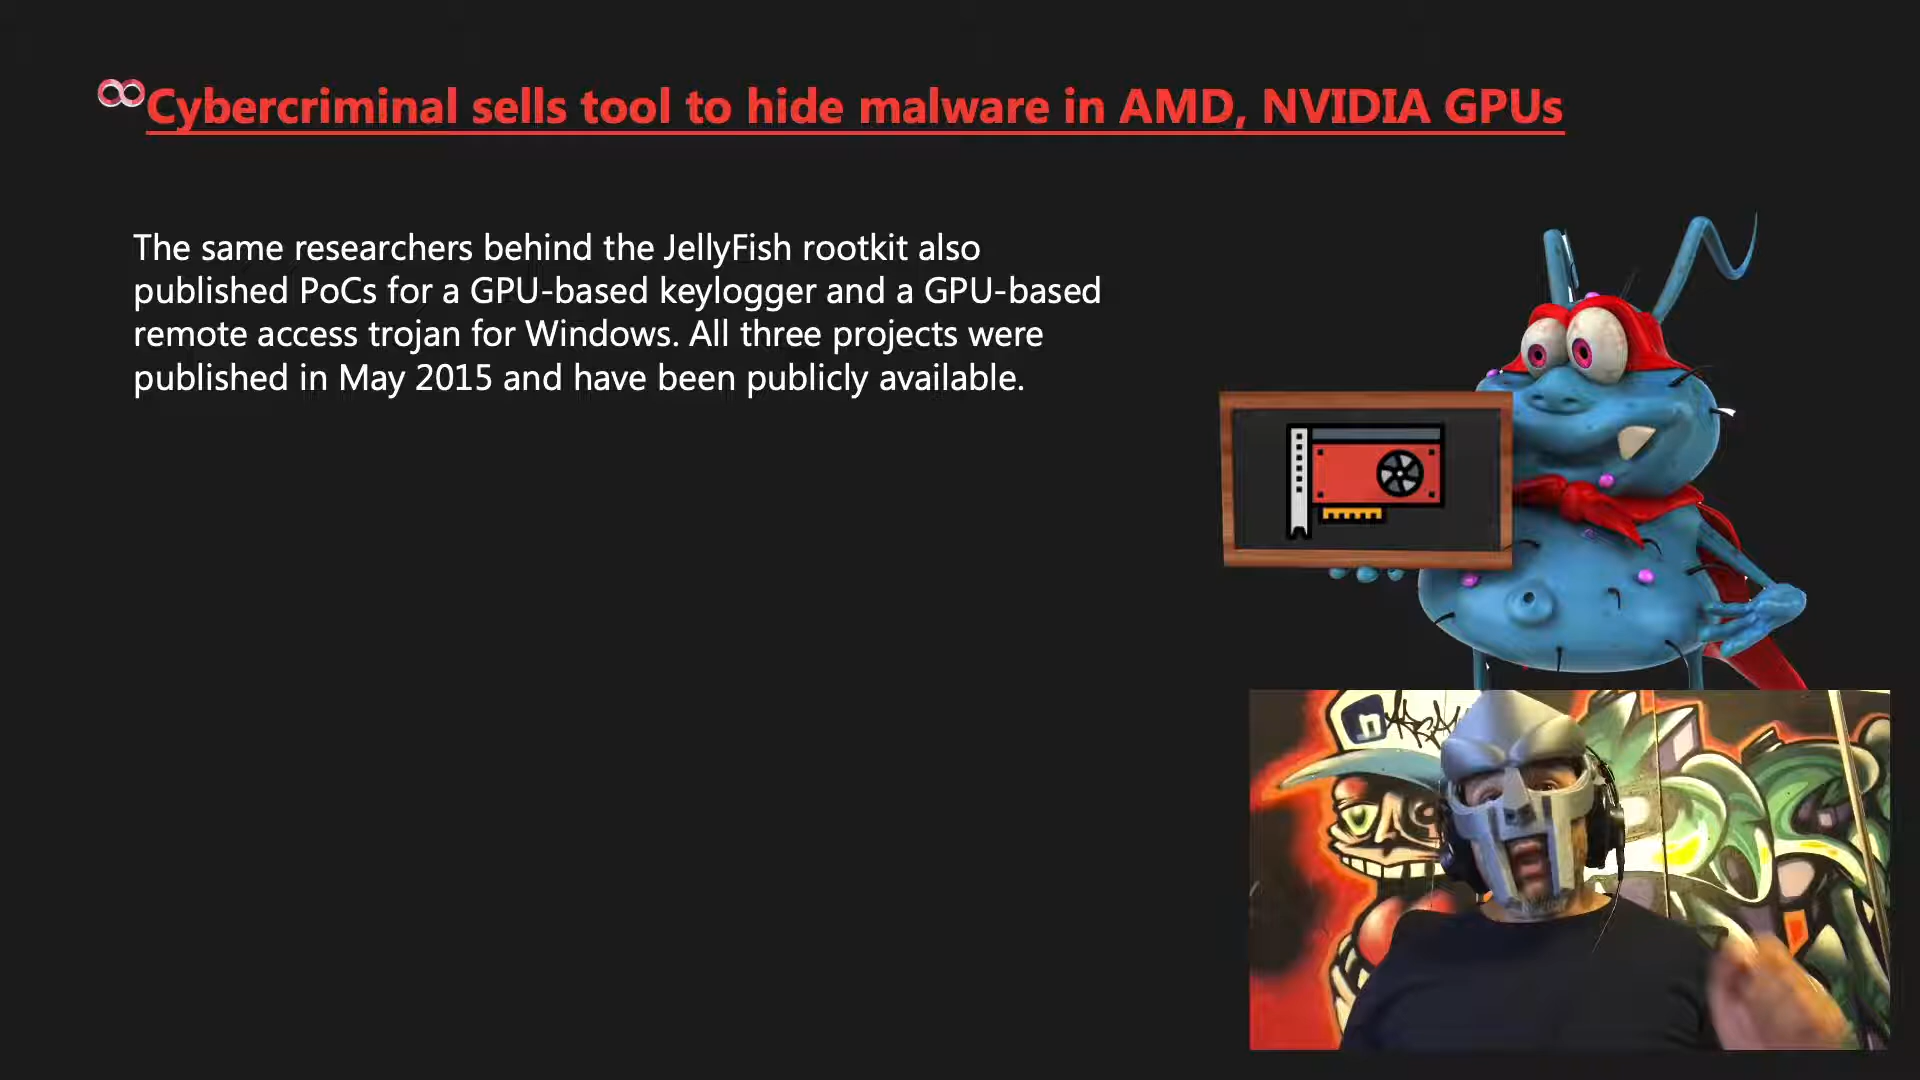 Cybercriminal sells tool to hide malware in AMD, NVIDIA GPUs
The same researchers behind the JellyFish rootkit also
published PoCs for a GPU-based keylogger and a GPU-based
remote access trojan for Windows. All three projects were
published in May 2015 and have been publicly available.